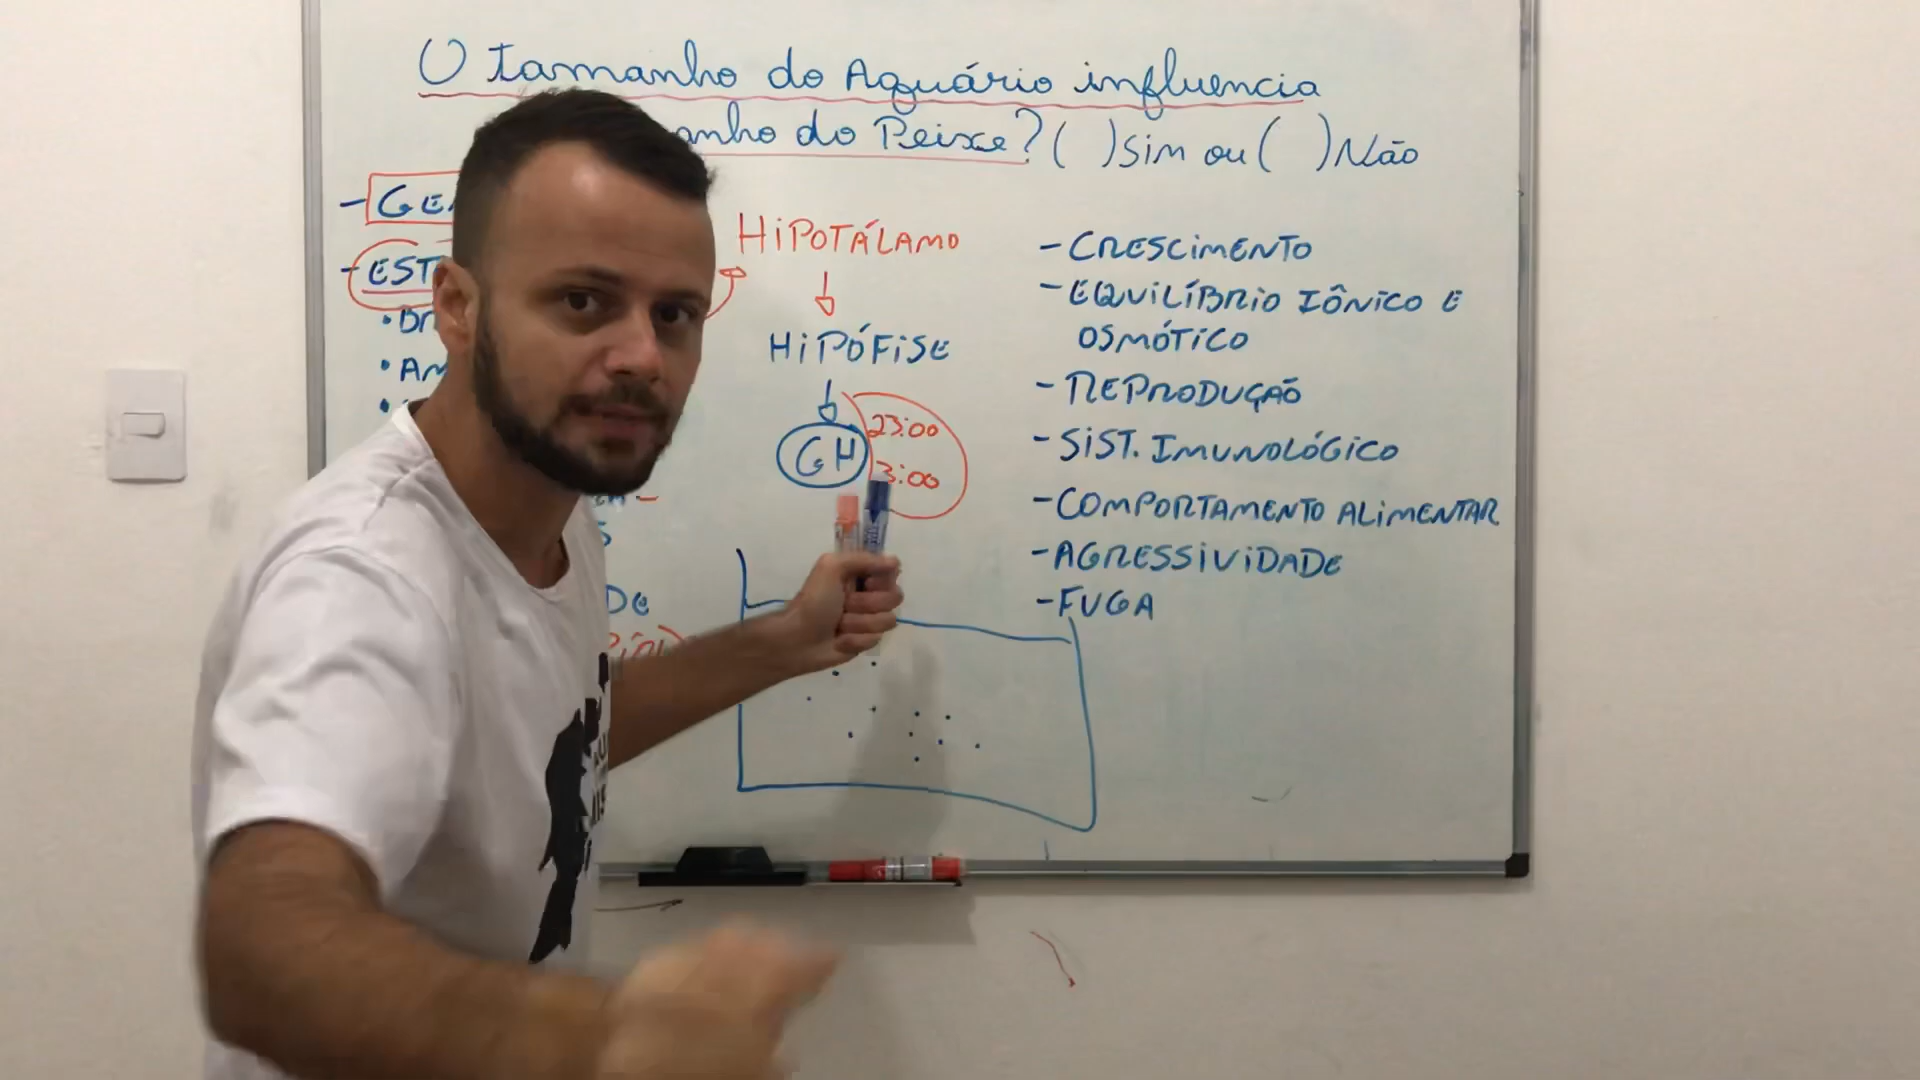 O Tamanho do Aquário influencia
do Peixe? ( ) Sim ou ( ) Não
HIPOTÁLAMO
HIPÓFISE
GH
23:00
3:00
- CRESCIMENTO
- EQUILÍBRIO IÔNICO E
OSMÓTICO
- REPRODUÇÃO
- SIST. IMUNOLÓGICO
- COMPORTAMENTO ALIMENTAR
- AGRESSIVIDADE
- FUGA